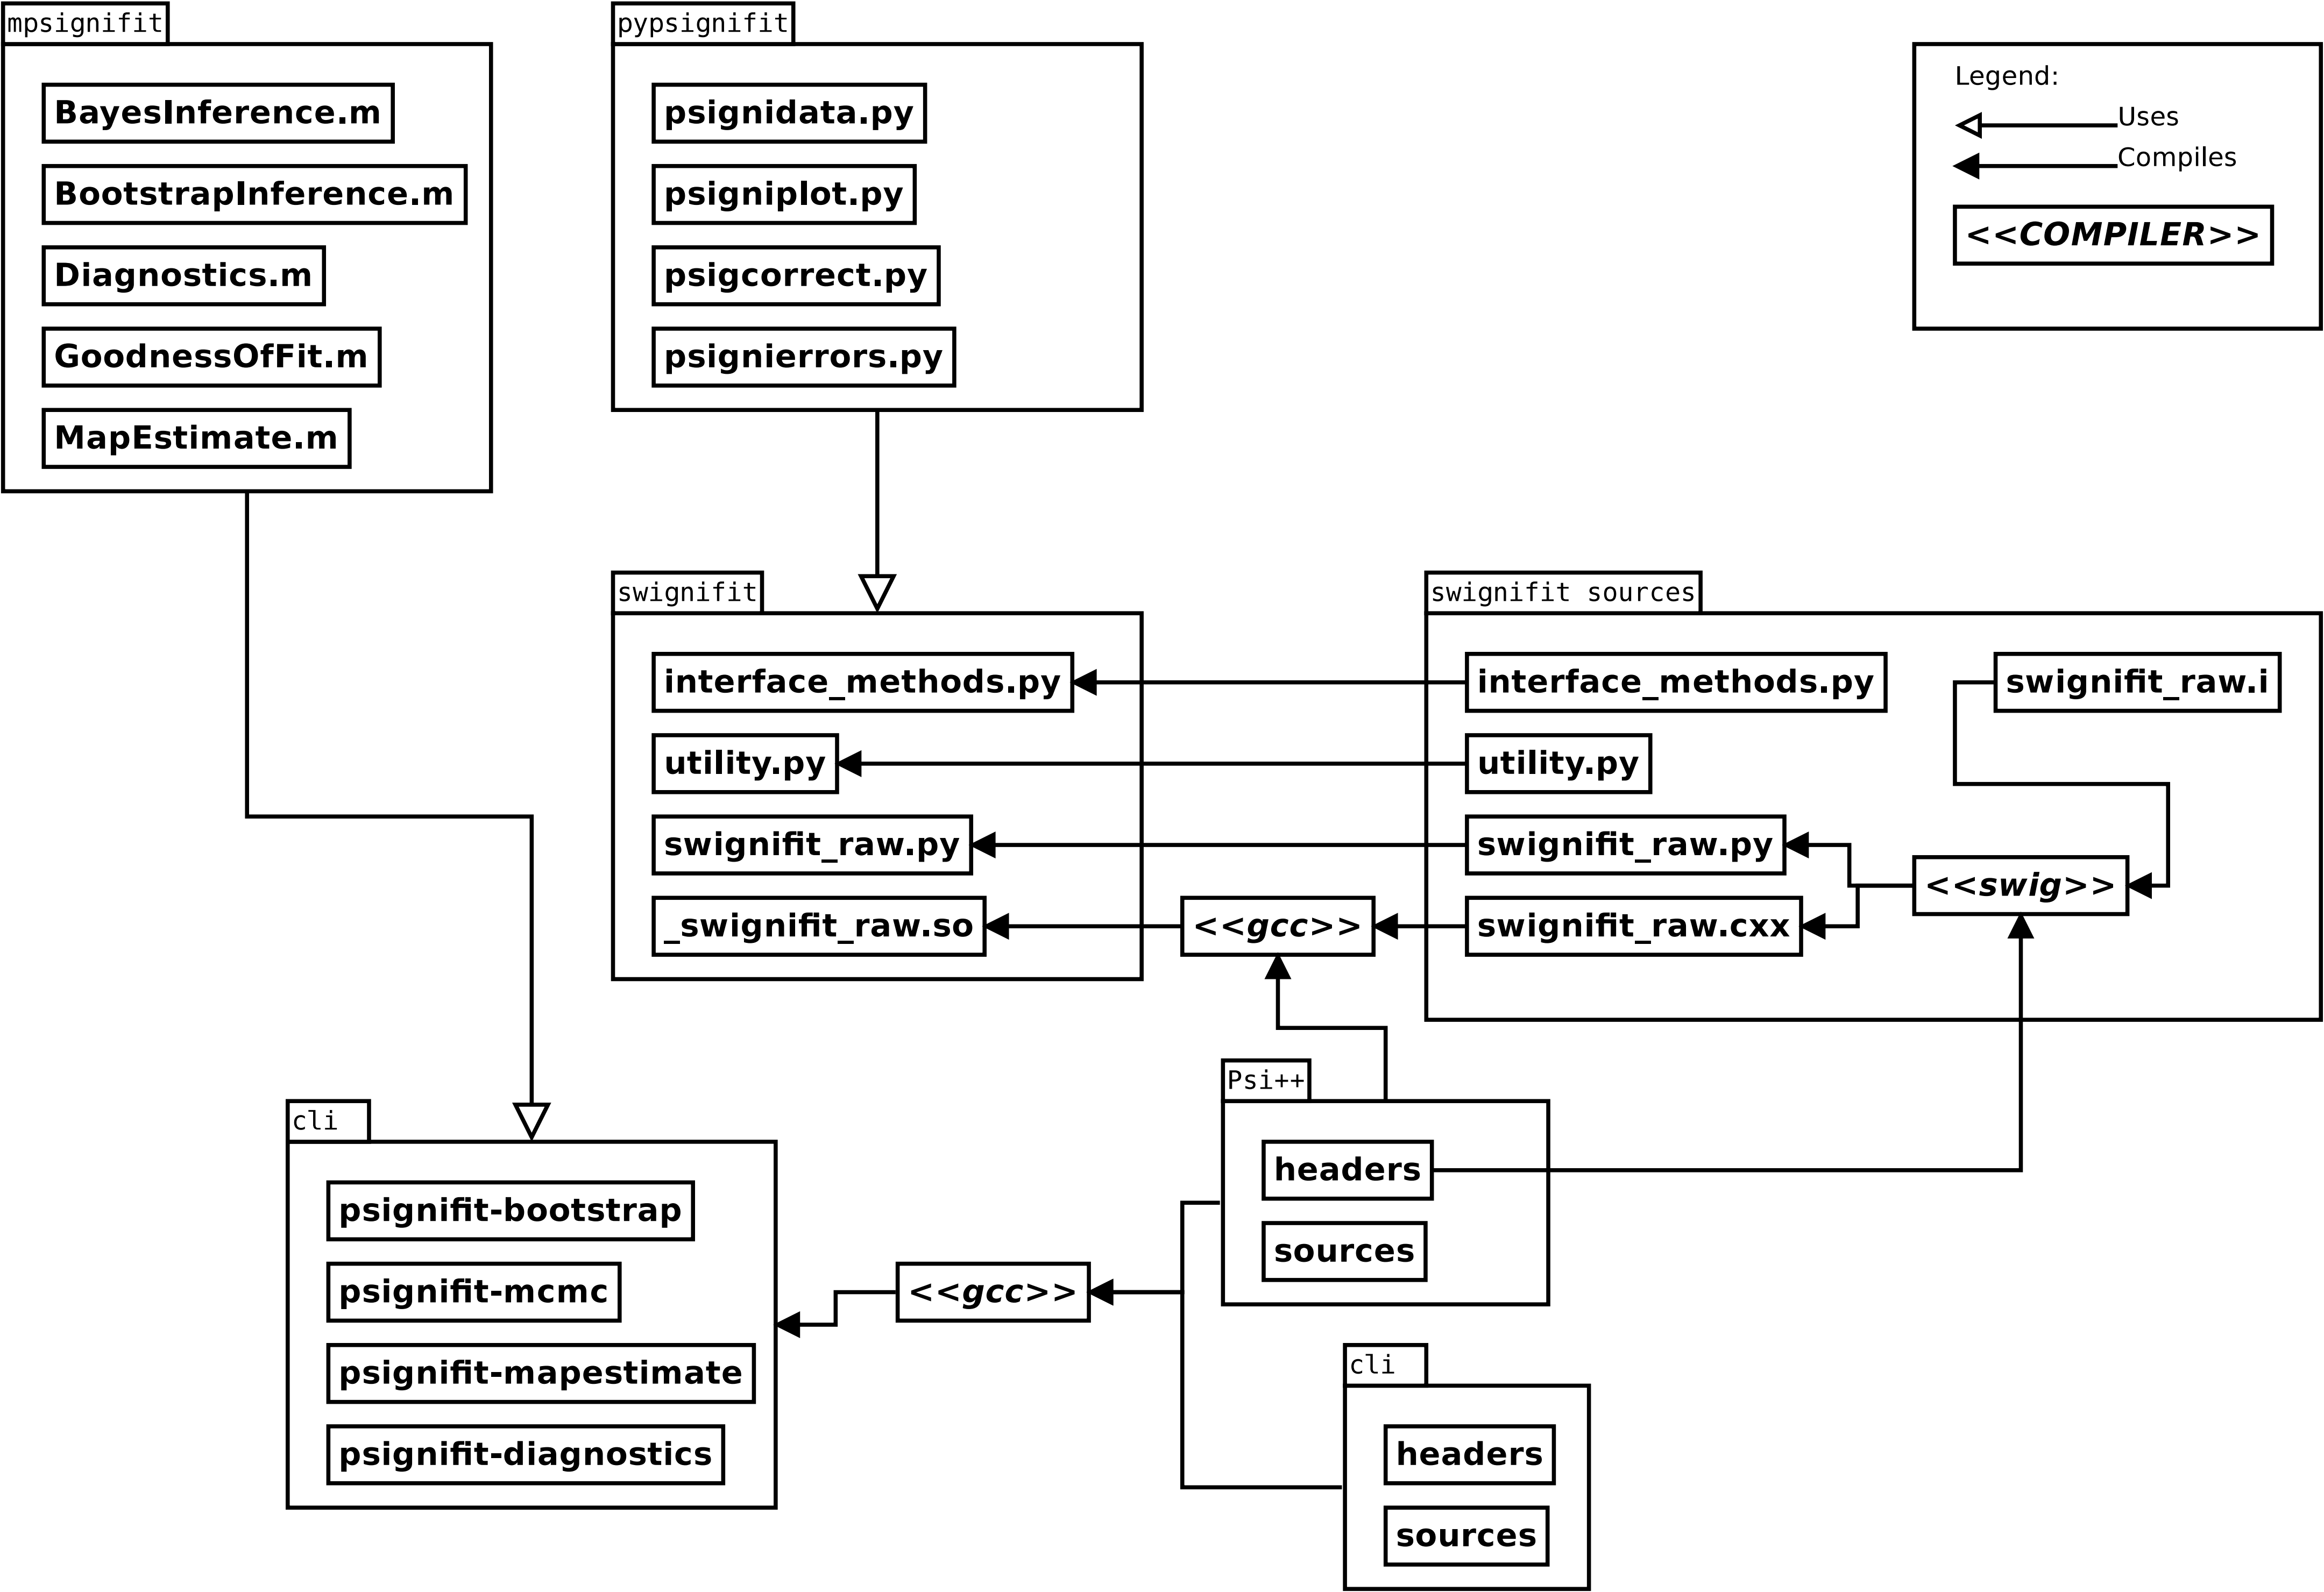 mpsignifit
BayesInference.m
BootstrapInference.m
Diagnostics.m
GoodnessOfFit.m
MapEstimate.m
pypsignifit
psignidata.py
psigniplot.py
psigcorrect.py
psignierrors.py
Legend:
Uses
Compiles
<<COMPILER>>
swignifit
interface_methods.py
utility.py
swignifit_raw.py
_swignifit_raw.so
<<gcc>>
swignifit sources
interface_methods.py
utility.py
swignifit_raw.py
swignifit_raw.cxx
swignifit_raw.i
<<swig>>
cli
psignifit-bootstrap
psignifit-mcmc
psignifit-mapestimate
psignifit-diagnostics
<<gcc>>
Psi++
headers
sources
cli
headers
sources